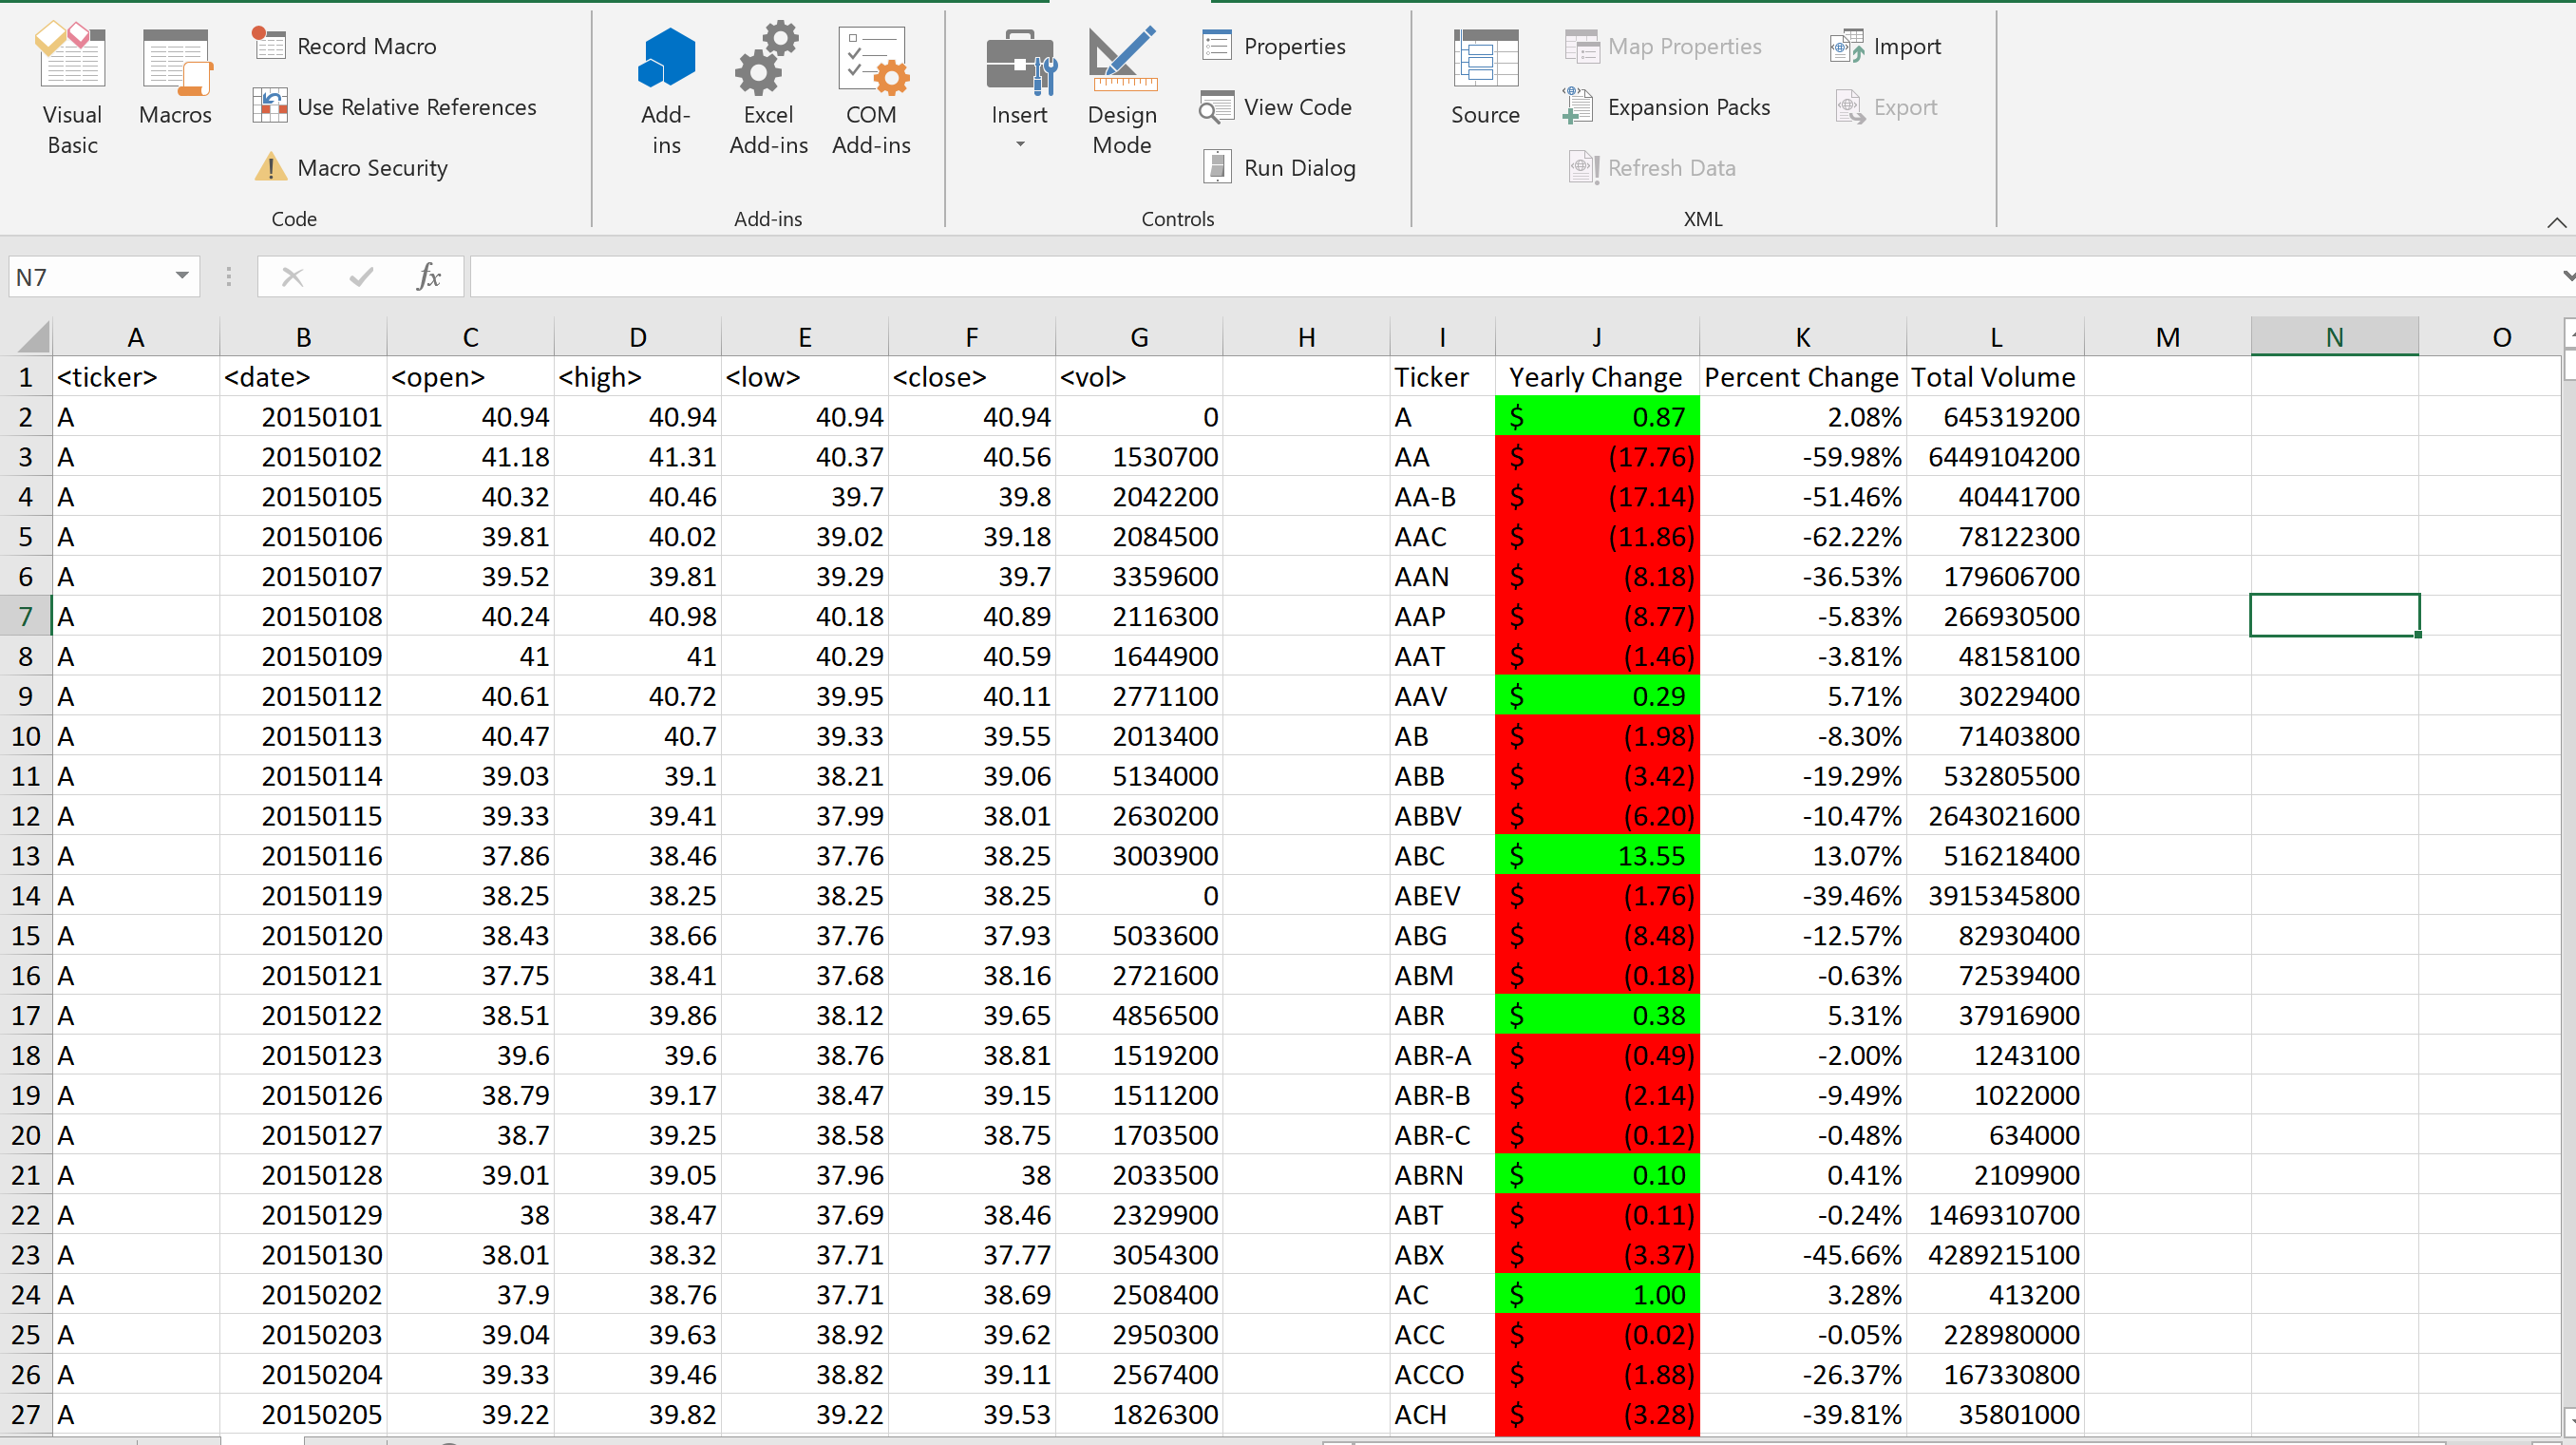 Visual Basic
Macros
Record Macro
Use Relative References
Macro Security
Code
Add-ins
Excel Add-ins
COM Add-ins
Add-ins
Insert
Design Mode
Properties
View Code
Run Dialog
Controls
Source
Map Properties
Expansion Packs
Refresh Data
Import
Export
XML
N7
fx
A B C D E F G H I J K L M N O
1 <ticker> <date> <open> <high> <low> <close> <vol> Ticker Yearly Change Percent Change Total Volume
2 A 20150101 40.94 40.94 40.94 40.94 0 A $ 0.87 2.08% 645319200
3 A 20150102 41.18 41.31 40.37 40.56 1530700 AA $ (17.76) -59.98% 6449104200
4 A 20150105 40.32 40.46 39.7 39.8 2042200 AA-B $ (17.14) -51.46% 40441700
5 A 20150106 39.81 40.02 39.02 39.18 2084500 AAC $ (11.86) -62.22% 78122300
6 A 20150107 39.52 39.81 39.29 39.7 3359600 AAN $ (8.18) -36.53% 179606700
7 A 20150108 40.24 40.98 40.18 40.89 2116300 AAP $ (8.77) -5.83% 266930500
8 A 20150109 41 41 40.29 40.59 1644900 AAT $ (1.46) -3.81% 48158100
9 A 20150112 40.61 40.72 39.95 40.11 2771100 AAV $ 0.29 5.71% 30229400
10 A 20150113 40.47 40.7 39.33 39.55 2013400 AB $ (1.98) -8.30% 71403800
11 A 20150114 39.03 39.1 38.21 39.06 5134000 ABB $ (3.42) -19.29% 532805500
12 A 20150115 39.33 39.41 37.99 38.01 2630200 ABBV $ (6.20) -10.47% 2643021600
13 A 20150116 37.86 38.46 37.76 38.25 3003900 ABC $ 13.55 13.07% 516218400
14 A 20150119 38.25 38.25 38.25 38.25 0 ABEV $ (1.76) -39.46% 3915345800
15 A 20150120 38.43 38.66 37.76 37.93 5033600 ABG $ (8.48) -12.57% 82930400
16 A 20150121 37.75 38.41 37.68 38.16 2721600 ABM $ (0.18) -0.63% 72539400
17 A 20150122 38.51 39.86 38.12 39.65 4856500 ABR $ 0.38 5.31% 37916900
18 A 20150123 39.6 39.6 38.76 38.81 1519200 ABR-A $ (0.49) -2.00% 1243100
19 A 20150126 38.79 39.17 38.47 39.15 1511200 ABR-B $ (2.14) -9.49% 1022000
20 A 20150127 38.7 39.25 38.58 38.75 1703500 ABR-C $ (0.12) -0.48% 634000
21 A 20150128 39.01 39.05 37.96 38 2033500 ABRN $ 0.10 0.41% 2109900
22 A 20150129 38 38.47 37.69 38.46 2329900 ABT $ (0.11) -0.24% 1469310700
23 A 20150130 38.01 38.32 37.71 37.77 3054300 ABX $ (3.37) -45.66% 4289215100
24 A 20150202 37.9 38.76 37.71 38.69 2508400 AC $ 1.00 3.28% 413200
25 A 20150203 39.04 39.63 38.92 39.62 2950300 ACC $ (0.02) -0.05% 228980000
26 A 20150204 39.33 39.46 38.82 39.11 2567400 ACCO $ (1.88) -26.37% 167330800
27 A 20150205 39.22 39.82 39.22 39.53 1826300 ACH $ (3.28) -39.81% 35801000